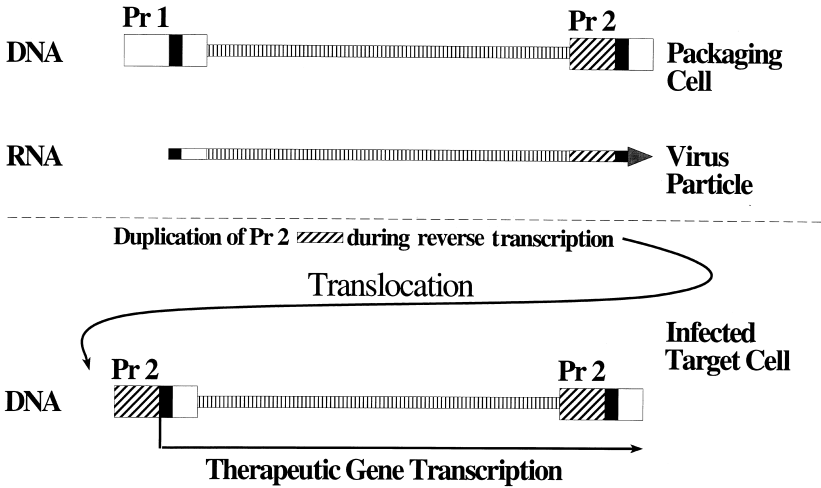 Pr 1
Pr 2
DNA
Packaging
Cell
RNA
Virus
Particle
Duplication of Pr 2 during reverse transcription
Translocation
Infected
Target Cell
Pr 2
Pr 2
DNA
Therapeutic Gene Transcription